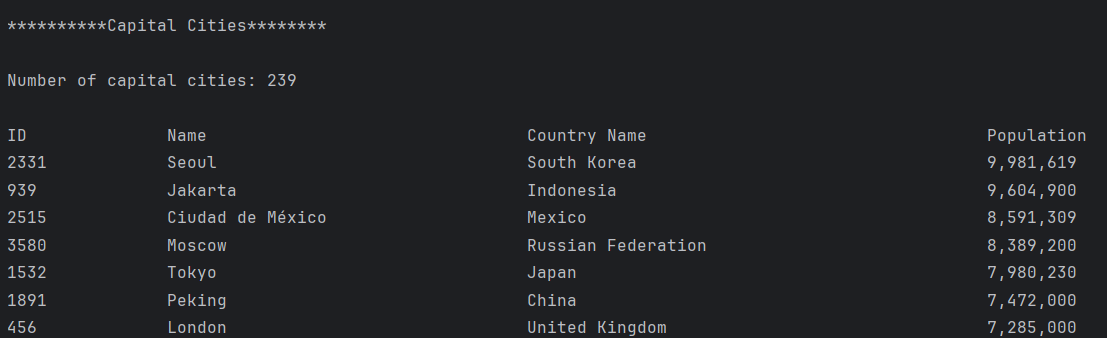 **********Capital Cities********
Number of capital cities: 239
ID Name Country Name Population
2331 Seoul South Korea 9,981,619
939 Jakarta Indonesia 9,604,900
2515 Ciudad de México Mexico 8,591,309
3580 Moscow Russian Federation 8,389,200
1532 Tokyo Japan 7,980,230
1891 Peking China 7,472,000
456 London United Kingdom 7,285,000